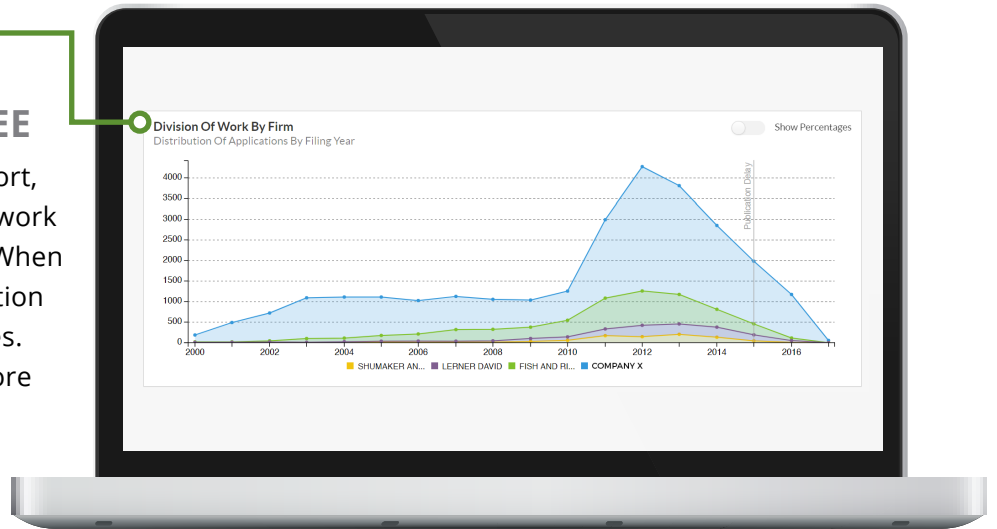 EE
ort,
work
When
tion
s.
ore
Division Of Work By Firm
Distribution Of Applications By Filing Year
Show Percentages
Publication Delay
4000
3500
3000
2500
2000
1500
1000
500
0
2000 2002 2004 2006 2008 2010 2012 2014 2016
SHUMAKER AN... LERNER DAVID FISH AND RI... COMPANY X